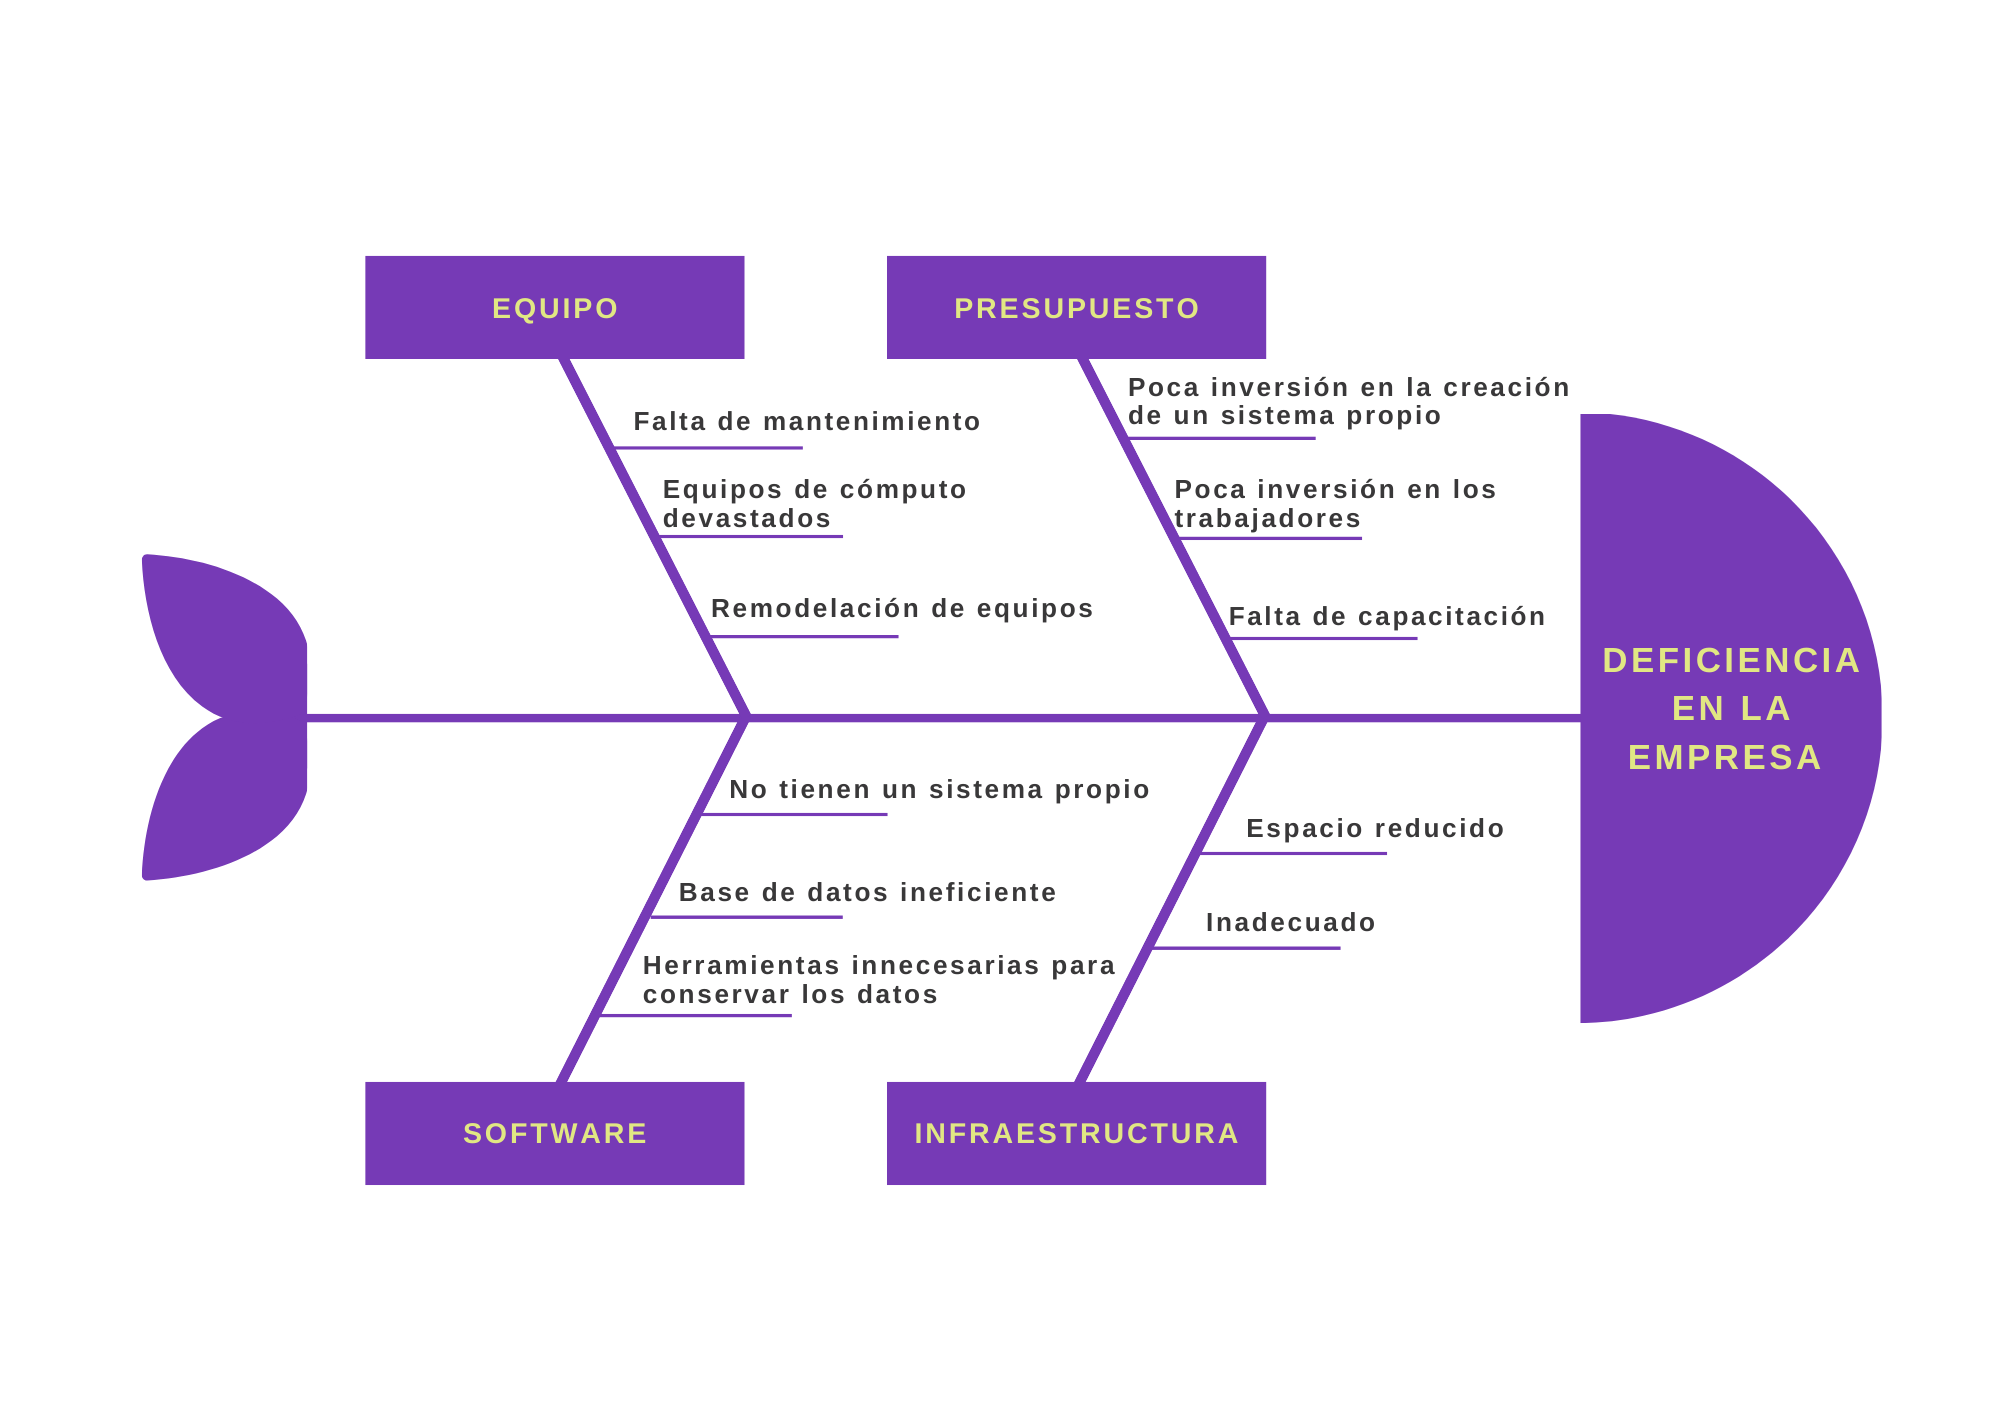 EQUIPO
PRESUPUESTO
Falta de mantenimiento
Equipos de cómputo
devastados
Remodelación de equipos
Poca inversión en la creación
de un sistema propio
Poca inversión en los
trabajadores
Falta de capacitación
DEFICIENCIA
EN LA
EMPRESA
No tienen un sistema propio
Base de datos ineficiente
Herramientas innecesarias para
conservar los datos
Espacio reducido
Inadecuado
SOFTWARE
INFRAESTRUCTURA